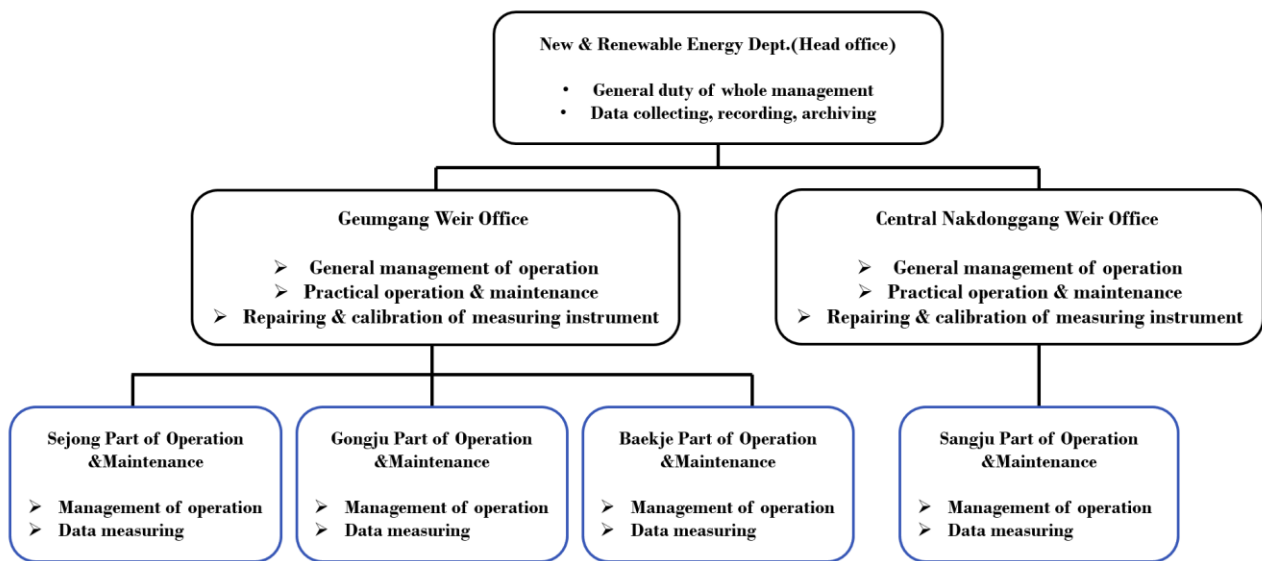 New & Renewable Energy Dept.(Head office)
• General duty of whole management
• Data collecting, recording, archiving
Geumgang Weir Office
➢ General management of operation
➢ Practical operation & maintenance
➢ Repairing & calibration of measuring instrument
Central Nakdonggang Weir Office
➢ General management of operation
➢ Practical operation & maintenance
➢ Repairing & calibration of measuring instrument
Sejong Part of Operation
&Maintenance
➢ Management of operation
➢ Data measuring
Gongju Part of Operation
&Maintenance
➢ Management of operation
➢ Data measuring
Baekje Part of Operation
&Maintenance
➢ Management of operation
➢ Data measuring
Sangju Part of Operation
&Maintenance
➢ Management of operation
➢ Data measuring